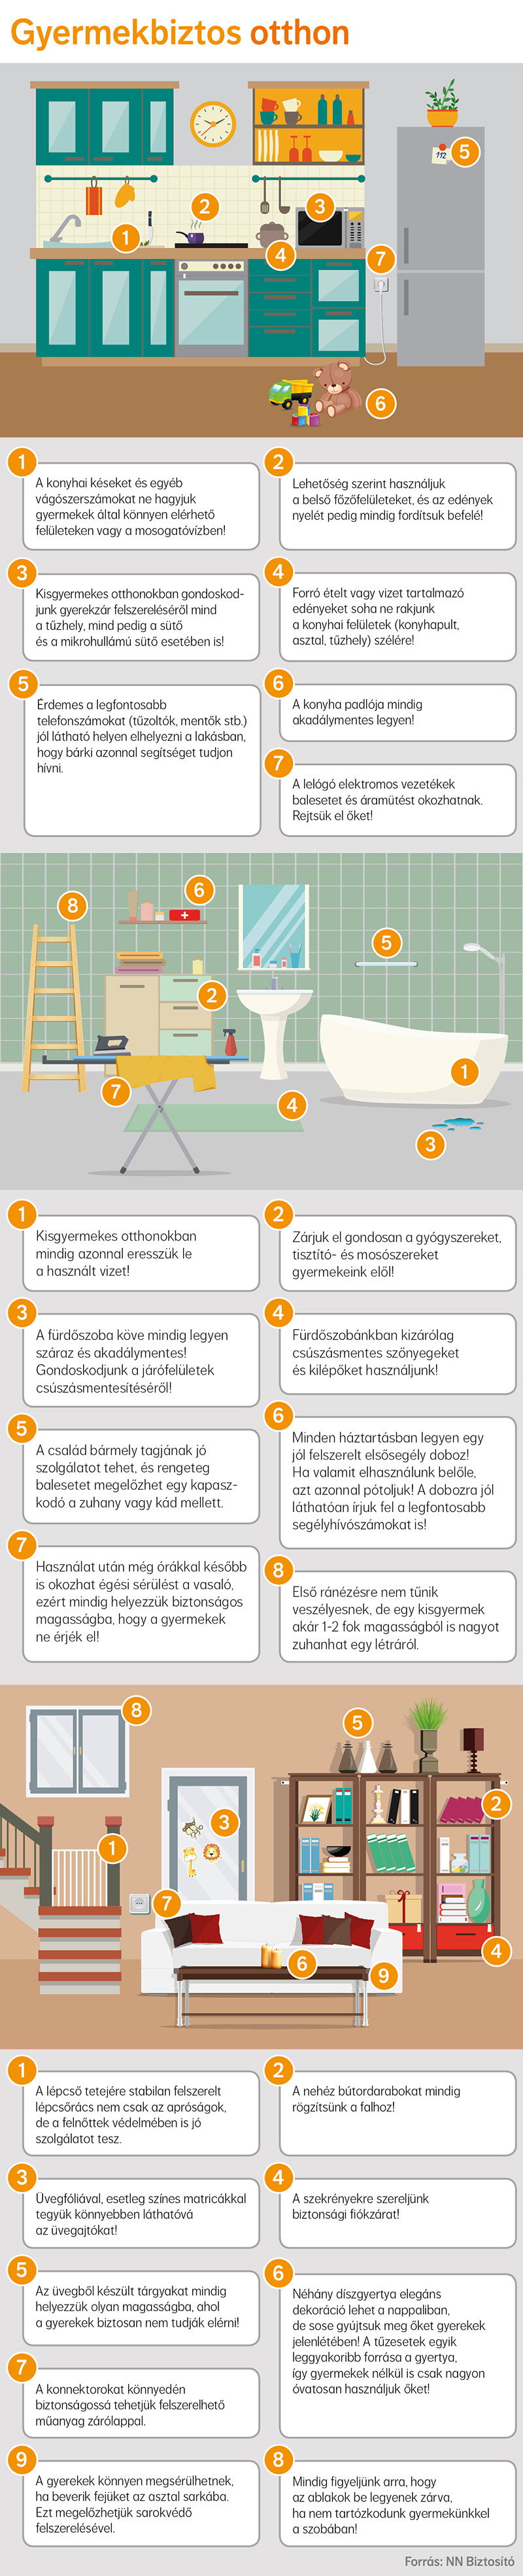 Gyermekbiztos otthon
112
1
2
3
4
5
6
7
1
A konyhai késeket és egyéb
vágószerszámokat ne hagyjuk
gyermekek által könnyen elérhető
felületeken vagy a mosogatóvízben!
2
Lehetőség szerint használjuk
a belső főzőfelületeket, és az edények
nyelét pedig mindig fordítsuk befelé!
3
Kisgyermekes otthonokban gondoskod-
junk gyerekzár felszereléséről mind
a tűzhely, mind pedig a sütő
és a mikrohullámú sütő esetében is!
4
Forró ételt vagy vizet tartalmazó
edényeket soha ne rakjunk
a konyhai felületek (konyhapult,
asztal, tűzhely) szélére!
5
Érdemes a legfontosabb
telefonszámokat (tűzoltók, mentők stb.)
jól látható helyen elhelyezni a lakásban,
hogy bárki azonnal segítséget tudjon
hívni.
6
A konyha padlója mindig
akadálymentes legyen!
7
A lelógó elektromos vezetékek
balesetet és áramütést okozhatnak.
Rejtsük el őket!
8
6
5
2
7
4
1
3
1
Kisgyermekes otthonokban
mindig azonnal eresszük le
a használt vizet!
2
Zárjuk el gondosan a gyógyszereket,
tisztító- és mosószereket
gyermekeink elől!
3
A fürdőszoba köve mindig legyen
száraz és akadálymentes!
Gondoskodjunk a járófelületek
csúszásmentesítéséről!
4
Fürdőszobánkban kizárólag
csúszásmentes szőnyegeket
és kilépőket használjunk!
5
A család bármely tagjának jó
szolgálatot tehet, és rengeteg
balesetet megelőzhet egy kapasz-
kodó a zuhany vagy kád mellett.
6
Minden háztartásban legyen egy
jól felszerelt elsősegély doboz!
Ha valamit elhasználunk belőle,
azt azonnal pótoljuk! A dobozra jól
láthatóan írjuk fel a legfontosabb
segélyhívószámokat is!
7
Használat után még órákkal később
is okozhat égési sérülést a vasaló,
ezért mindig helyezzük biztonságos
magasságba, hogy a gyermekek
ne érjék el!
8
Első ránézésre nem tűnik
veszélyesnek, de egy kisgyermek
akár 1-2 fok magasságból is nagyot
zuhanhat egy létráról.
8
5
2
3
1
7
4
6
9
1
A lépcső tetejére stabilan felszerelt
lépcsőrács nem csak az apróságok,
de a felnőttek védelmében is jó
szolgálatot tesz.
2
A nehéz bútordarabokat mindig
rögzítsünk a falhoz!
3
Üvegfóliával, esetleg színes matricákkal
tegyük könnyebben láthatóvá
az üvegajtókat!
4
A szekrényekre szereljünk
biztonsági fiókzárat!
5
Az üvegből készült tárgyakat mindig
helyezzük olyan magasságba, ahol
a gyerekek biztosan nem tudják elérni!
6
Néhány díszgyertya elegáns
dekoráció lehet a nappaliban,
de sose gyújtsuk meg őket gyerekek
jelenlétében! A tűzesetek egyik
leggyakoribb forrása a gyertya,
így gyermekek nélkül is csak nagyon
óvatosan használjuk őket!
7
A konnektorokat könnyedén
biztonságossá tehetjük felszerelhető
műanyag zárólappal.
9
A gyerekek könnyen megsérülhetnek,
ha beverik fejüket az asztal sarkába.
Ezt megelőzhetjük sarokvédő
felszerelésével.
8
Mindig figyeljünk arra, hogy
az ablakok be legyenek zárva,
ha nem tartózkodunk gyermekünkkel
a szobában!
Forrás: NN Biztosító